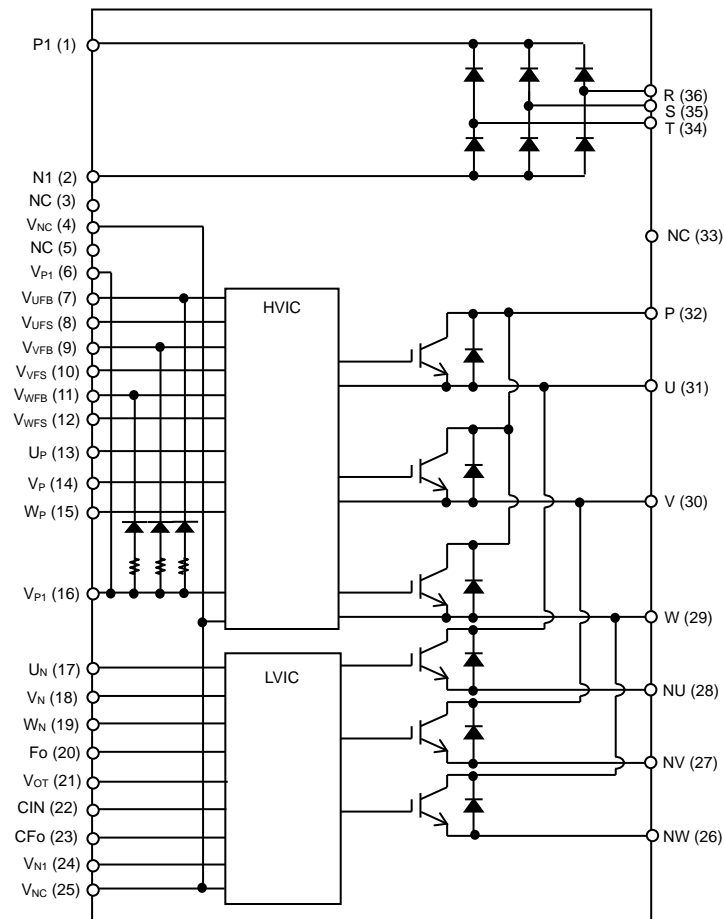 P1 (1)
N1 (2)
NC (3)
VNC (4)
NC (5)
VP1 (6)
VUFB (7)
VUFS (8)
VVFB (9)
VVFS (10)
VWFB (11)
VWFS (12)
UP (13)
VP (14)
WP (15)
VP1 (16)
UN (17)
VN (18)
WN (19)
Fo (20)
VOT (21)
CIN (22)
CFo (23)
VN1 (24)
VNC (25)
HVIC
LVIC
R (36)
S (35)
T (34)
NC (33)
P (32)
U (31)
V (30)
W (29)
NU (28)
NV (27)
NW (26)